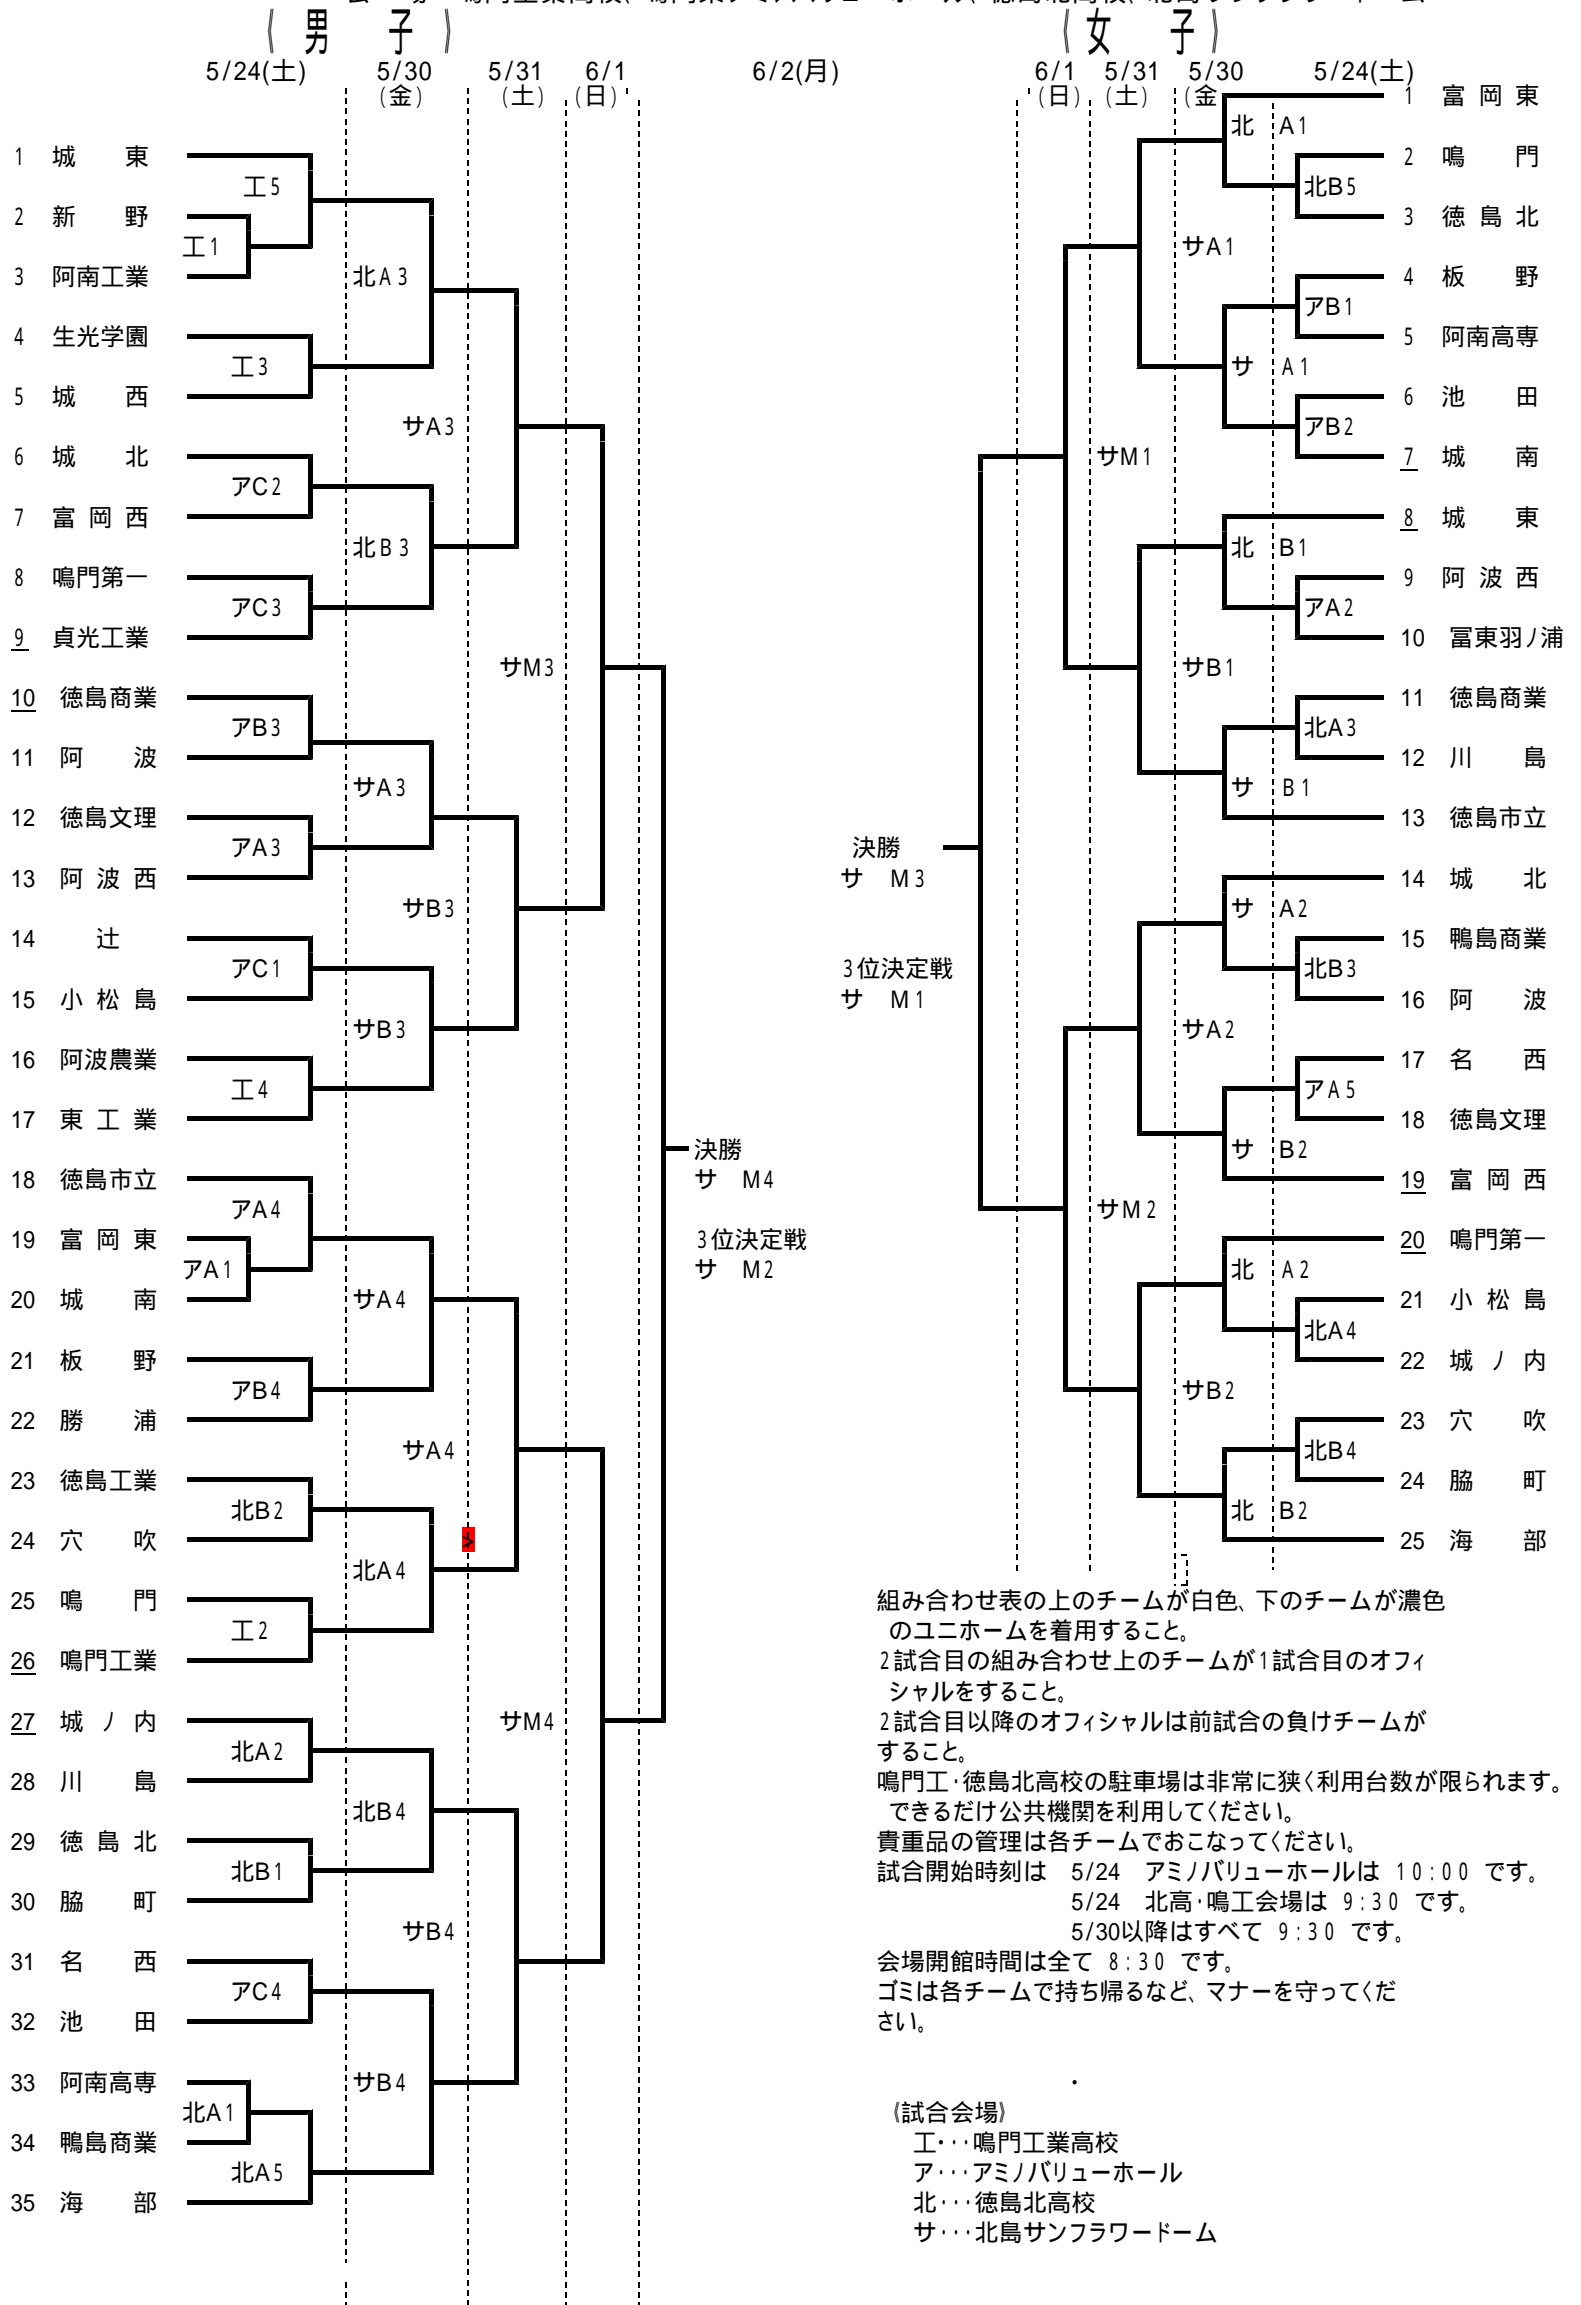 《 男 子 》
5/24(土) 5/30 (金) 5/31 (土) 6/1 (日)
6/2(月)
《 女 子 》
6/1 (日) 5/31 (土) 5/30 (金 5/24(土)
1 城 東
工5
2 新 野
工1
3 阿南工業
北A3
4 生光学園
工3
5 城 西
サA3
6 城 北
アC2
7 富岡西
北B3
8 鳴門第一
アC3
9 貞光工業
サM3
10 徳島商業
アB3
11 阿 波
サA3
12 徳島文理
アA3
13 阿波西
サB3
14 辻
アC1
15 小松島
サB3
16 阿波農業
工4
17 東工業
決勝
サ M4
3位決定戦
サ M2
18 徳島市立
アA4
19 富岡東
アA1
20 城 南
サA4
21 板 野
アB4
22 勝 浦
サA4
23 徳島工業
北B2
24 穴 吹
北A4
25 鳴 門
工2
26 鳴門工業
サM4
27 城ノ内
北A2
28 川 島
北B4
29 徳島北
北B1
30 脇 町
サB4
31 名 西
アC4
32 池 田
サB4
33 阿南高専
北A1
34 鴨島商業
北A5
35 海 部
1 富岡東
北 A1
2 鳴 門
北B5
3 徳島北
サA1
4 板 野
アB1
5 阿南高専
サ A1
6 池 田
アB2
7 城 南
サM1
8 城 東
北 B1
9 阿波西
アA2
10 冨東羽ノ浦
サB1
11 徳島商業
北A3
12 川 島
サ B1
13 徳島市立
決勝
サ M3
3位決定戦
サ M1
14 城 北
サ A2
15 鴨島商業
北B3
16 阿 波
サA2
17 名 西
アA5
18 徳島文理
サ B2
19 富岡西
サM2
20 鳴門第一
北 A2
21 小松島
北A4
22 城ノ内
サB2
23 穴 吹
北B4
24 脇 町
北 B2
25 海 部
組み合わせ表の上のチームが白色、下のチームが濃色
のユニホームを着用すること。
2試合目の組み合わせ上のチームが1試合目のオフィ
シャルをすること。
2試合目以降のオフィシャルは前試合の負けチームが
すること。
鳴門工・徳島北高校の駐車場は非常に狭く利用台数が限られます。
できるだけ公共機関を利用してください。
貴重品の管理は各チームでおこなってください。
試合開始時刻は 5/24 アミノバリューホールは 10:00 です。
5/24 北高・鳴工会場は 9:30 です。
5/30以降はすべて 9:30 です。
会場開館時間は全て 8:30 です。
ゴミは各チームで持ち帰るなど、マナーを守ってくだ
さい。
・
《試合会場》
工・・・鳴門工業高校
ア・・・アミノバリューホール
北・・・徳島北高校
サ・・・北島サンフラワードーム